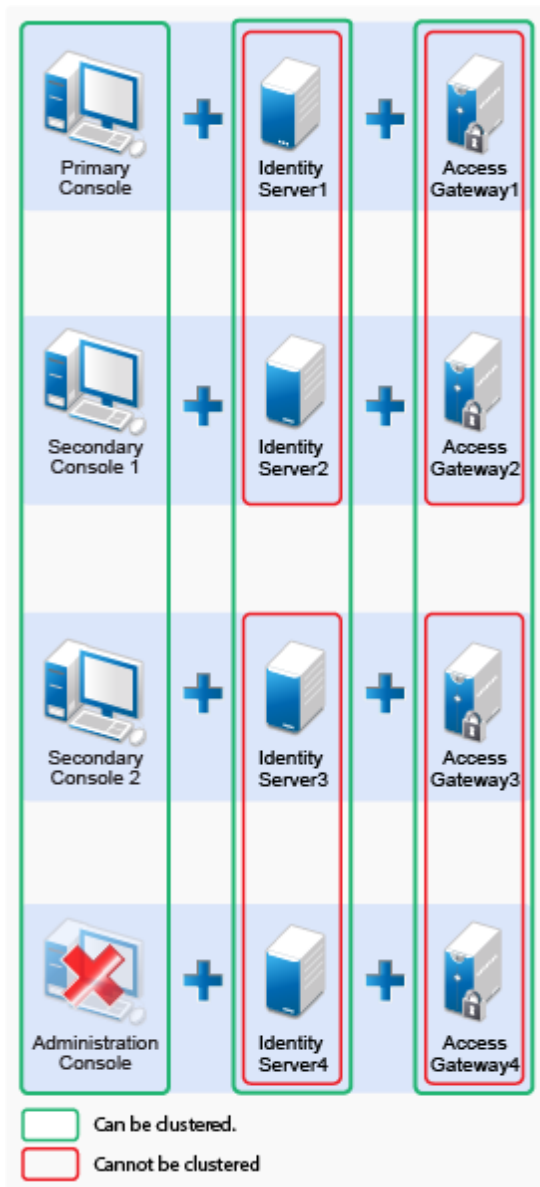 Primary
Console
Identity
Server1
Access
Gateway1
Secondary
Console 1
Identity
Server2
Access
Gateway2
Secondary
Console 2
Identity
Server3
Access
Gateway3
Administration
Console
Identity
Server4
Access
Gateway4
Can be clustered.
Cannot be clustered